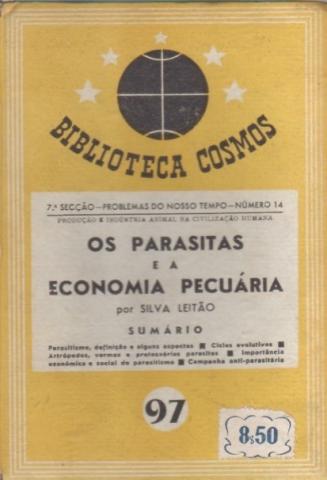 BIBLIOTECA COSMOS
7.ª SECÇÃO — PROBLEMAS DO NOSSO TEMPO — NÚMERO 14
PRODUÇÃO E INDÚSTRIA ANIMAL NA CIVILIZAÇÃO HUMANA
OS PARASITAS
E A
ECONOMIA PECUÁRIA
por SILVA LEITÃO
SUMÁRIO
Parasitismo, definição e alguns aspectos ■ Ciclos evolutivos ■
Artrópodos, vermes e protozoários parasitas ■ Importância
económica e social do parasitismo ■ Campanha anti-parasitária
97
8$50